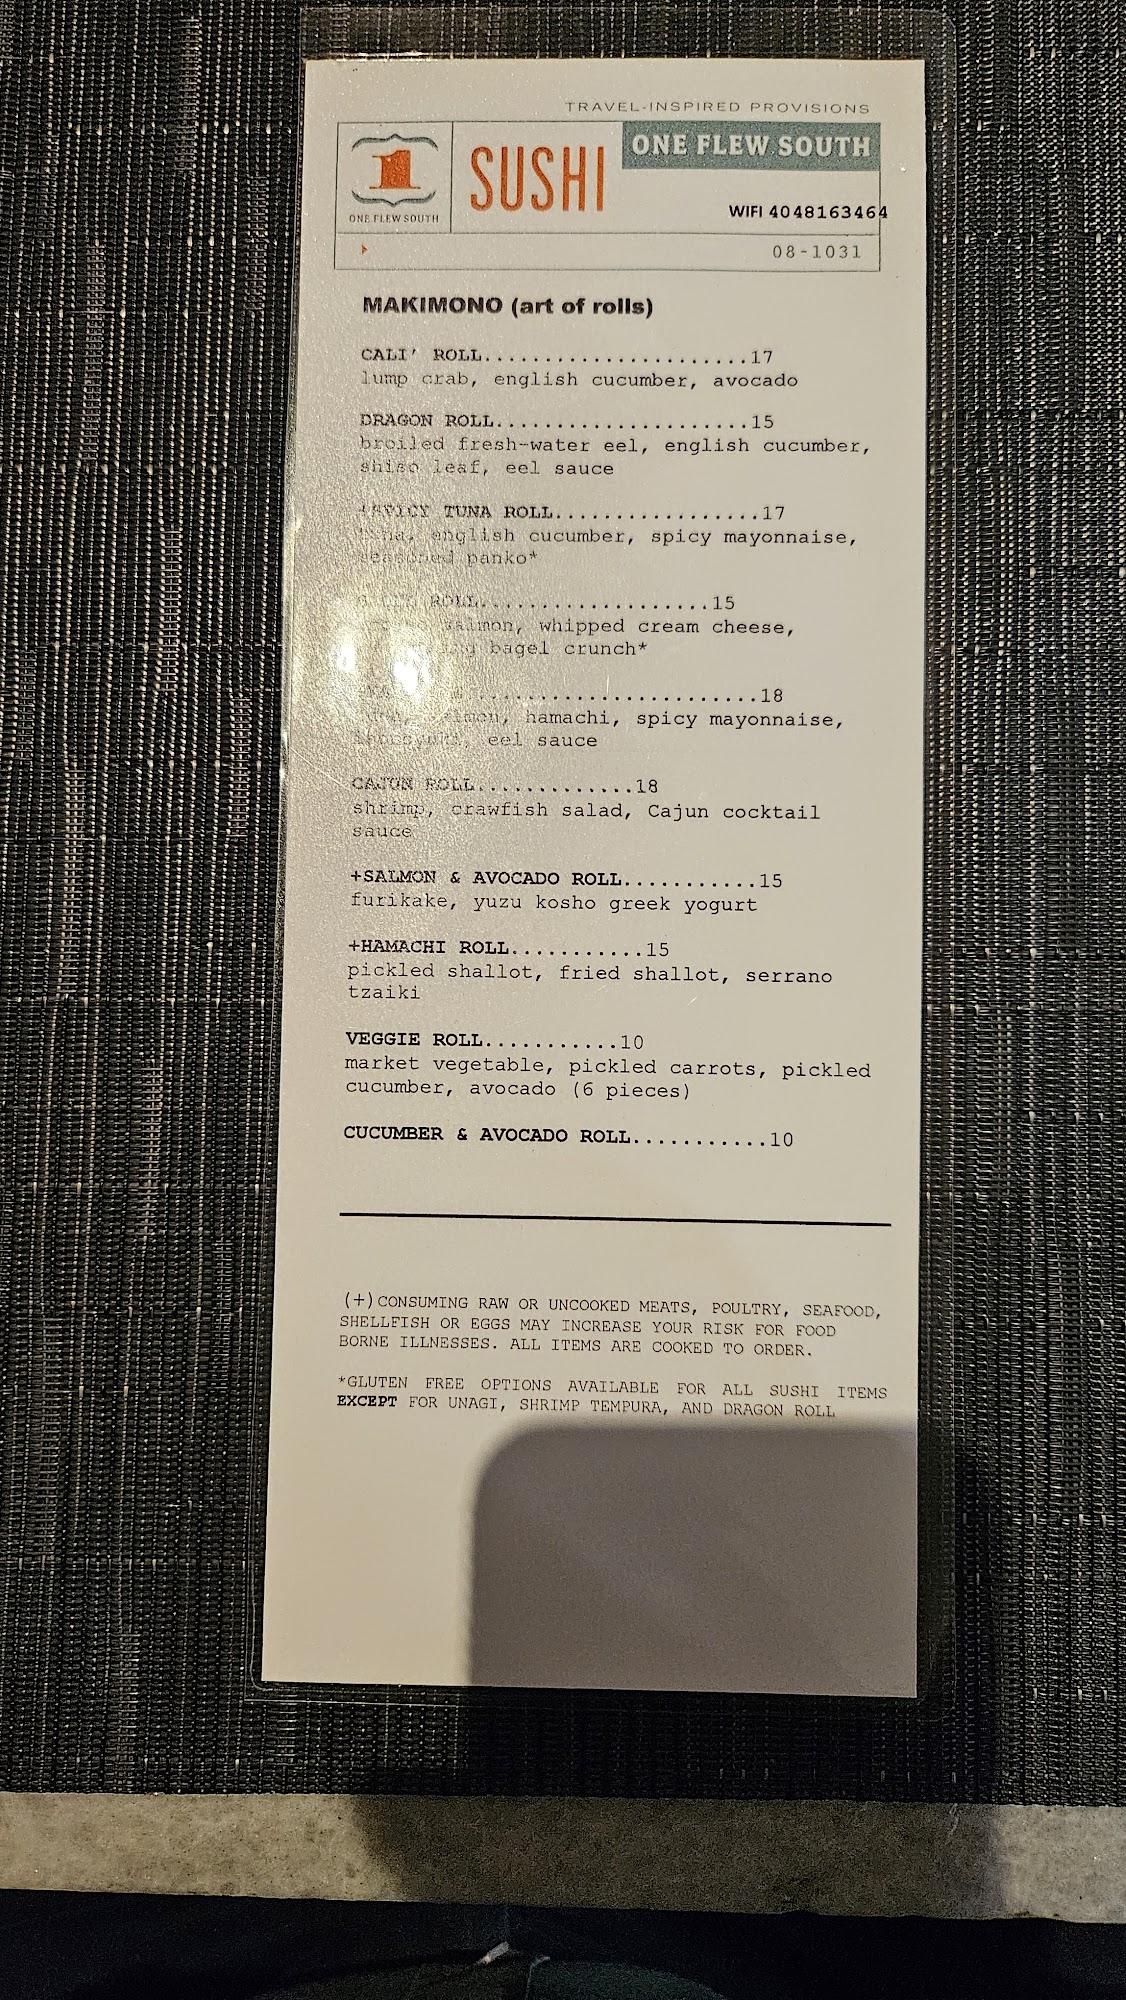 TRAVEL-INSPIRED PROVISIONS
ONE FLEW SOUTH
1
ONE FLEW SOUTH
SUSHI
WIFI 4048163464
08-1031
MAKIMONO (art of rolls)
CALI' ROLL......................17
lump crab, english cucumber, avocado
DRAGON ROLL.....................15
broiled fresh-water eel, english cucumber,
shiso leaf, eel sauce
+SPICY TUNA ROLL.................17
tuna, english cucumber, spicy mayonnaise,
seasoned panko*
ROLL...................15
salmon, whipped cream cheese,
bagel crunch*
........................18
salmon, hamachi, spicy mayonnaise,
eel sauce
CAJUN ROLL.............18
shrimp, crawfish salad, Cajun cocktail
sauce
+SALMON & AVOCADO ROLL...........15
furikake, yuzu kosho greek yogurt
+HAMACHI ROLL...........15
pickled shallot, fried shallot, serrano
tzaiki
VEGGIE ROLL...........10
market vegetable, pickled carrots, pickled
cucumber, avocado (6 pieces)
CUCUMBER & AVOCADO ROLL...........10
(+)CONSUMING RAW OR UNCOOKED MEATS, POULTRY, SEAFOOD,
SHELLFISH OR EGGS MAY INCREASE YOUR RISK FOR FOOD
BORNE ILLNESSES. ALL ITEMS ARE COOKED TO ORDER.
*GLUTEN FREE OPTIONS AVAILABLE FOR ALL SUSHI ITEMS
EXCEPT FOR UNAGI, SHRIMP TEMPURA, AND DRAGON ROLL